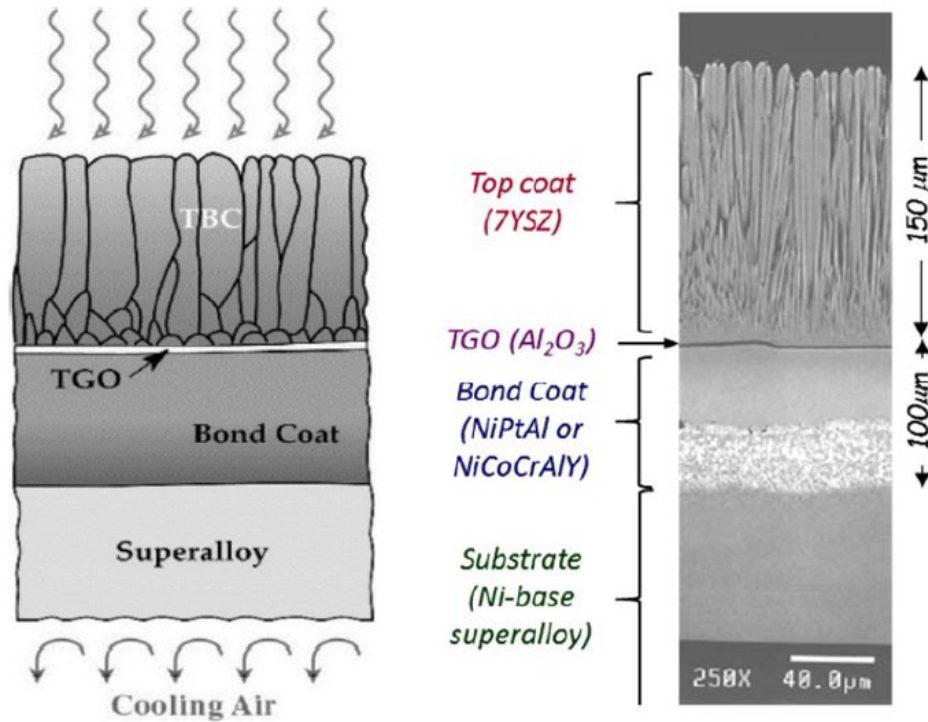 TBC
TGO
Bond Coat
Superalloy
Cooling Air
Top coat
(7YSZ)
TGO (Al₂O₃)
Bond Coat
(NiPtAl or
NiCoCrAlY)
Substrate
(Ni-base
superalloy)
150 μm
100μm
250X 40.0μm